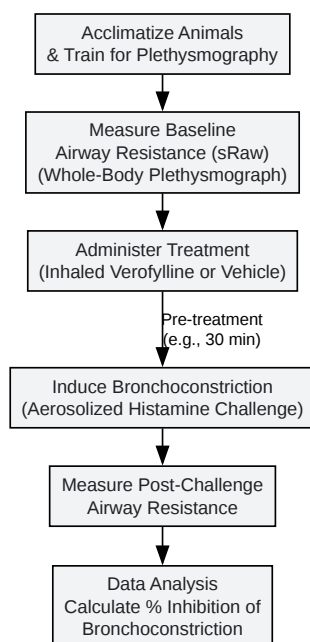 Acclimatize Animals
& Train for Plethysmography
Measure Baseline
Airway Resistance (sRaw)
(Whole-Body Plethysmograph)
Administer Treatment
(Inhaled Verofylline or Vehicle)
Pre-treatment
(e.g., 30 min)
Induce Bronchoconstriction
(Aerosolized Histamine Challenge)
Measure Post-Challenge
Airway Resistance
Data Analysis
Calculate % Inhibition of
Bronchoconstriction